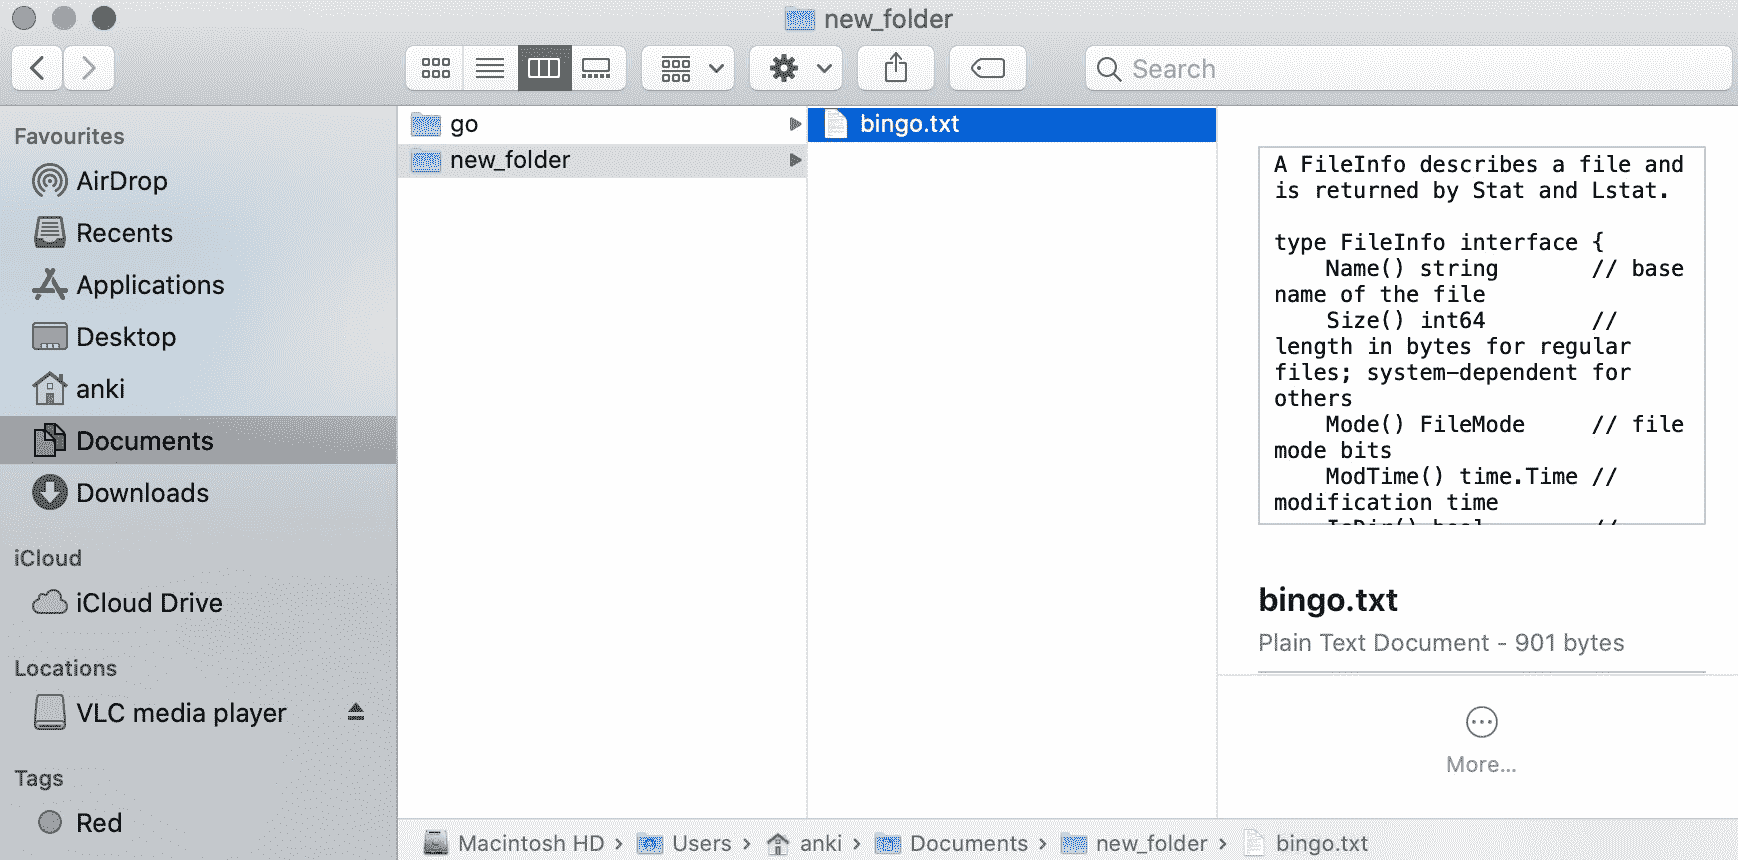 new_folder
Search
Favourites
AirDrop
Recents
Applications
Desktop
anki
Documents
Downloads
iCloud
iCloud Drive
Locations
VLC media player
Tags
Red
go
new_folder
bingo.txt
A FileInfo describes a file and
is returned by Stat and Lstat.
type FileInfo interface {
Name() string // base
name of the file
Size() int64 //
length in bytes for regular
files; system-dependent for
others
Mode() FileMode // file
mode bits
ModTime() time.Time //
modification time
IsDir() bool //
bingo.txt
Plain Text Document - 901 bytes
More...
Macintosh HD › Users › anki › Documents › new_folder › bingo.txt